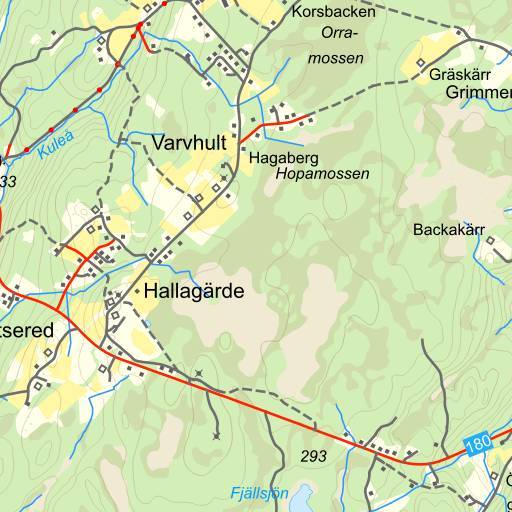 Korsbacken
Orra-
mossen
Gräskärr
Grimmer
Kuleå
Varvhult
Hagaberg
Hopamossen
33
Backakärr
Hallagärde
tsered
180
293
Fjällsjön
Ö
g